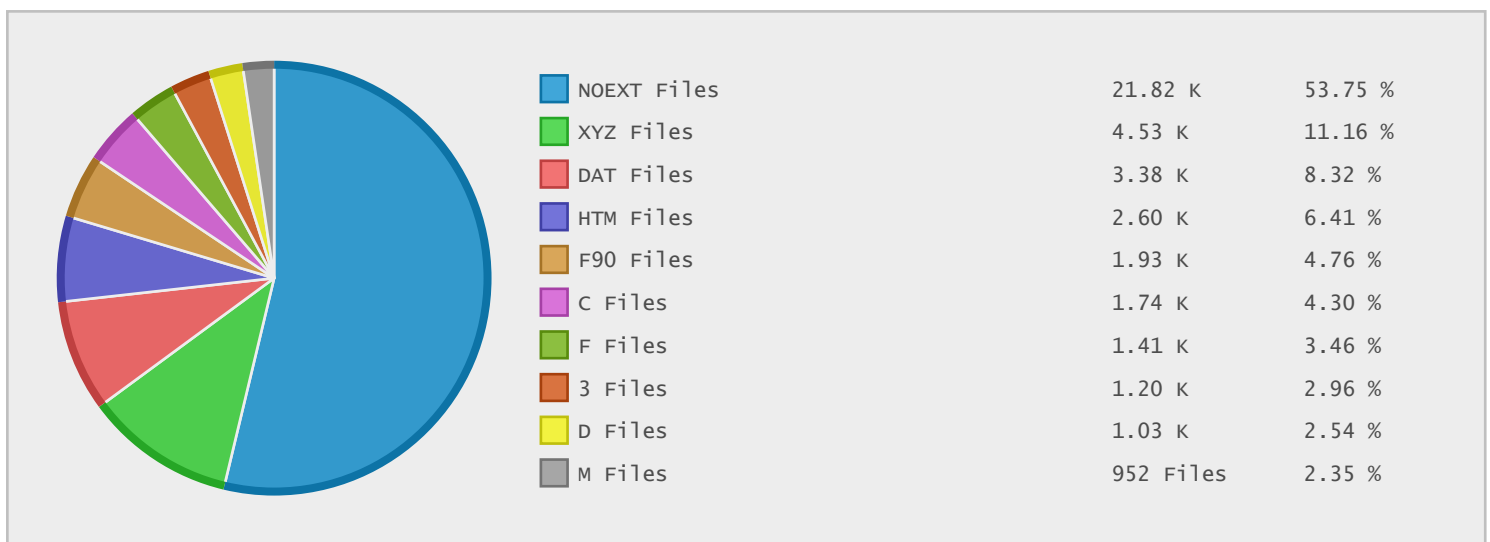 NOEXT Files 21.82 K 53.75 %
XYZ Files 4.53 K 11.16 %
DAT Files 3.38 K 8.32 %
HTM Files 2.60 K 6.41 %
F90 Files 1.93 K 4.76 %
C Files 1.74 K 4.30 %
F Files 1.41 K 3.46 %
3 Files 1.20 K 2.96 %
D Files 1.03 K 2.54 %
M Files 952 Files 2.35 %